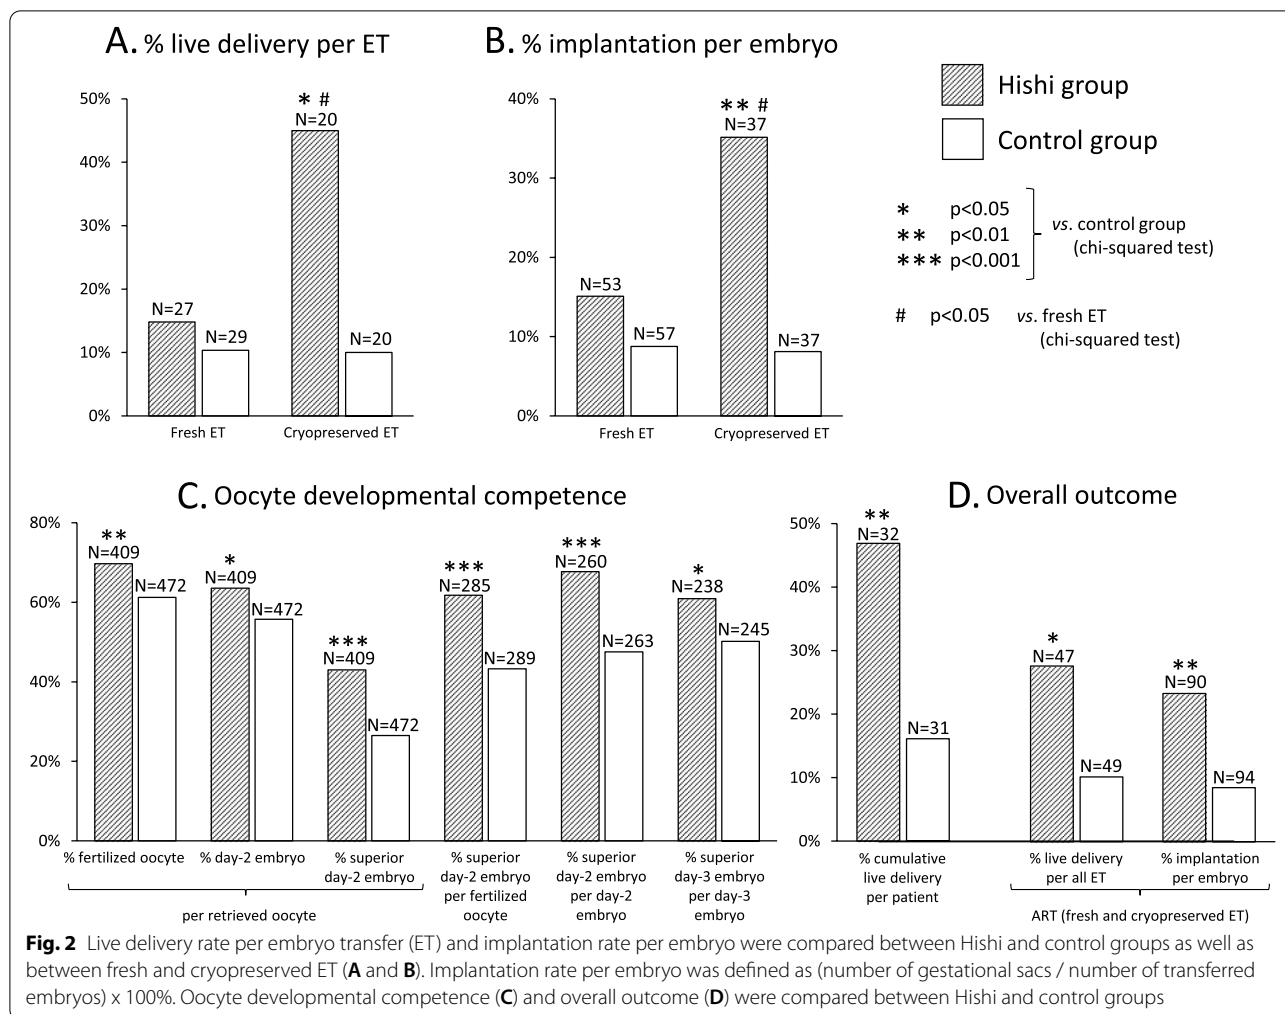 A. % live delivery per ET
50%
40%
30%
20%
10%
0%
* #
N=20
N=27
N=29
N=20
Fresh ET
Cryopreserved ET
B. % implantation per embryo
40%
30%
20%
10%
0%
** #
N=37
N=53
N=57
N=37
Fresh ET
Cryopreserved ET
Hishi group
Control group
* p<0.05
** p<0.01
*** p<0.001
vs. control group
(chi-squared test)
# p<0.05 vs. fresh ET
(chi-squared test)
C. Oocyte developmental competence
80%
60%
40%
20%
0%
**
N=409
N=472
*
N=409
N=472
***
N=409
N=472
***
N=285
N=289
***
N=260
N=263
*
N=238
N=245
% fertilized oocyte
% day-2 embryo
% superior
day-2 embryo
per retrieved oocyte
% superior
day-2 embryo
per fertilized
oocyte
% superior
day-2 embryo
per day-2
embryo
% superior
day-3 embryo
per day-3
embryo
D. Overall outcome
50%
40%
30%
20%
10%
0%
**
N=32
N=31
*
N=47
N=49
**
N=90
N=94
% cumulative
live delivery
per patient
% live delivery
per all ET
% implantation
per embryo
ART (fresh and cryopreserved ET)
Fig. 2 Live delivery rate per embryo transfer (ET) and implantation rate per embryo were compared between Hishi and control groups as well as
between fresh and cryopreserved ET (A and B). Implantation rate per embryo was defined as (number of gestational sacs / number of transferred
embryos) x 100%. Oocyte developmental competence (C) and overall outcome (D) were compared between Hishi and control groups